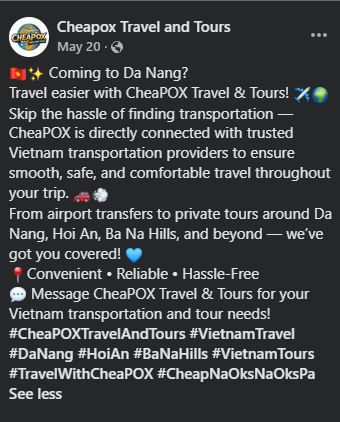 CHEAPOX
Cheapox Travel and Tours
May 20 ·
🇻🇳✨ Coming to Da Nang?
Travel easier with CheaPOX Travel & Tours! ✈️🌏
Skip the hassle of finding transportation —
CheaPOX is directly connected with trusted
Vietnam transportation providers to ensure
smooth, safe, and comfortable travel throughout
your trip. 🚗💨
From airport transfers to private tours around Da
Nang, Hoi An, Ba Na Hills, and beyond — we've
got you covered! 💙
📍Convenient • Reliable • Hassle-Free
💬 Message CheaPOX Travel & Tours for your
Vietnam transportation and tour needs!
#CheaPOXTravelAndTours #VietnamTravel
#DaNang #HoiAn #BaNaHills #VietnamTours
#TravelWithCheaPOX #CheapNaOksNaOksPa
See less